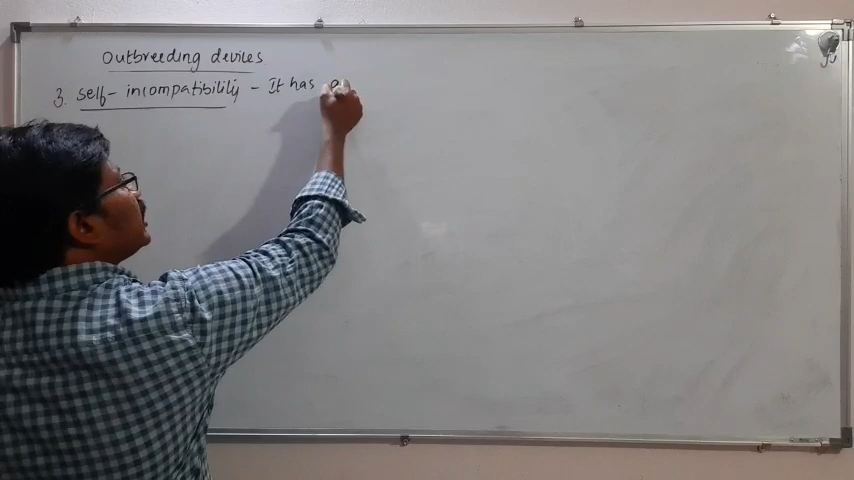 Outbreeding devices
3. Self- incompatibility - It has